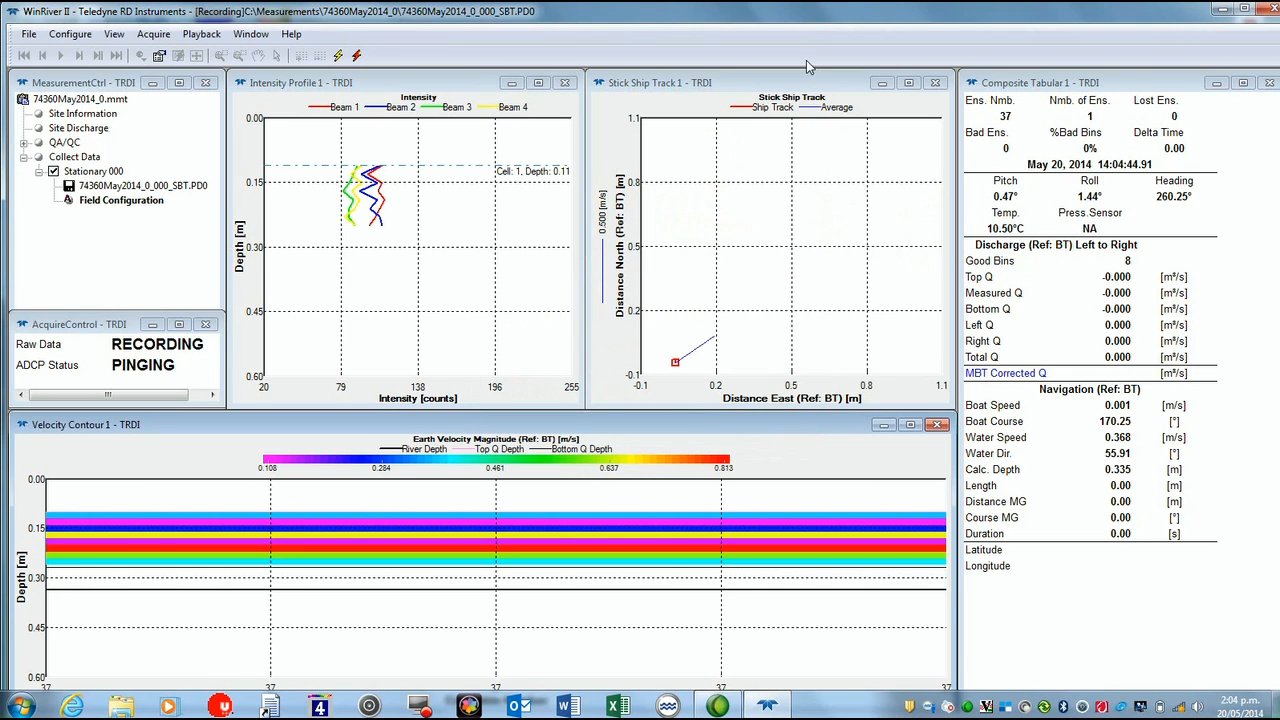 WinRiver II - Teledyne RD Instruments - [Recording]C:\Measurements\74360May2014_0\74360May2014_0_000_SBT.PD0
File Configure View Acquire Playback Window Help
MeasurementCtrl - TRDI
74360May2014_0.mmt
Site Information
Site Discharge
QA/QC
Collect Data
Stationary 000
74360May2014_0_000_SBT.PD0
Field Configuration
AcquireControl - TRDI
Raw Data RECORDING
ADCP Status PINGING
Intensity Profile 1 - TRDI
Intensity
Beam 1 Beam 2 Beam 3 Beam 4
0.00
0.15
0.30
0.45
0.60
Depth [m]
Cell: 1, Depth: 0.11
20 79 138 196 255
Intensity [counts]
Stick Ship Track 1 - TRDI
Stick Ship Track
Ship Track Average
1.1
0.8
0.5
0.2
-0.1
0.500 [m/s]
Distance North (Ref: BT) [m]
-0.1 0.2 0.5 0.8 1.1
Distance East (Ref: BT) [m]
Velocity Contour 1 - TRDI
Earth Velocity Magnitude (Ref: BT) [m/s]
River Depth Top Q Depth Bottom Q Depth
0.108 0.284 0.461 0.637 0.813
0.00
0.15
0.30
0.45
0.60
Depth [m]
37 37 37 37 37
Composite Tabular 1 - TRDI
Ens. Nmb. Nmb. of Ens. Lost Ens.
37 1 0
Bad Ens. %Bad Bins Delta Time
0 0% 0.00
May 20, 2014 14:04:44.91
Pitch Roll Heading
0.47° 1.44° 260.25°
Temp. Press.Sensor
10.50°C NA
Discharge (Ref: BT) Left to Right
Good Bins 8
Top Q -0.000 [m³/s]
Measured Q -0.000 [m³/s]
Bottom Q -0.000 [m³/s]
Left Q 0.000 [m³/s]
Right Q 0.000 [m³/s]
Total Q 0.000 [m³/s]
MBT Corrected Q [m³/s]
Navigation (Ref: BT)
Boat Speed 0.001 [m/s]
Boat Course 170.25 [°]
Water Speed 0.368 [m/s]
Water Dir. 55.91 [°]
Calc. Depth 0.335 [m]
Length 0.00 [m]
Distance MG 0.00 [m]
Course MG 0.00 [°]
Duration 0.00 [s]
Latitude
Longitude
4
2:04 p.m.
20/05/2014